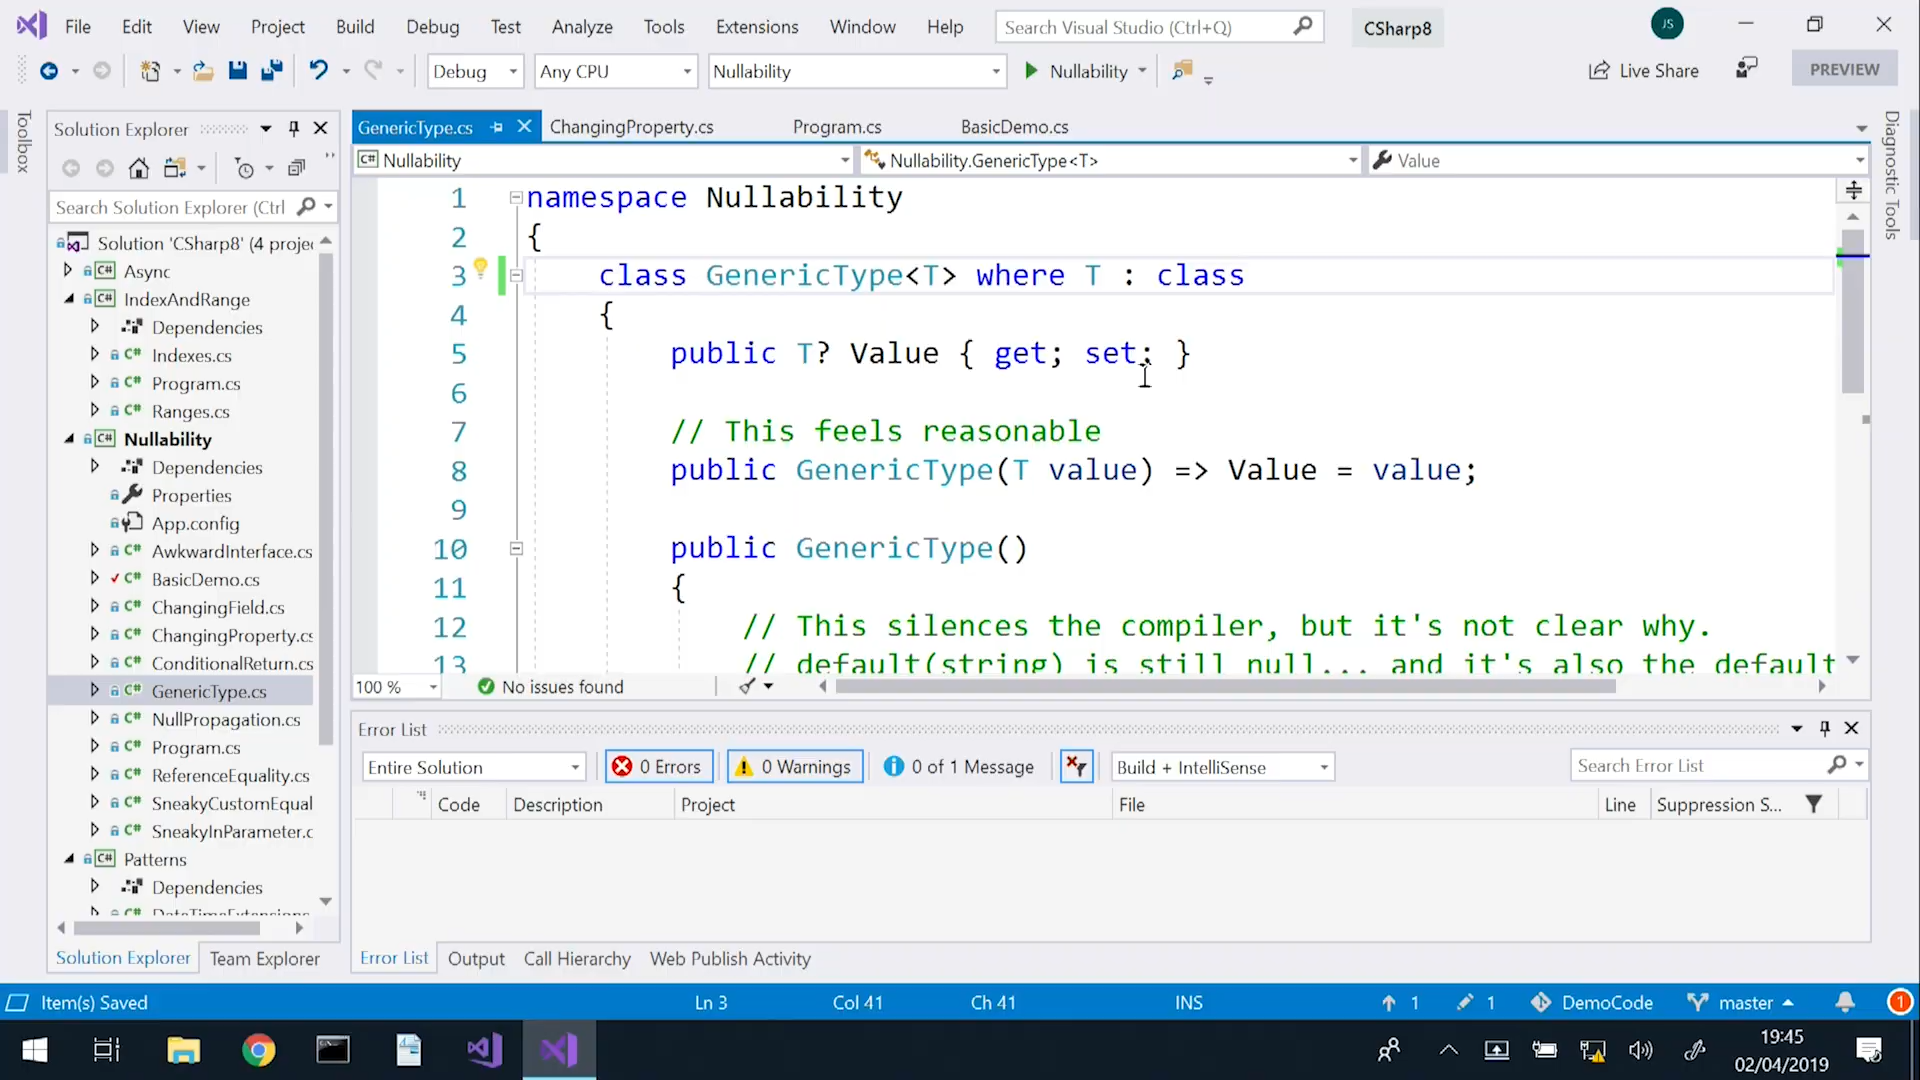 File Edit View Project Build Debug Test Analyze Tools Extensions Window Help Search Visual Studio (Ctrl+Q) CSharp8 JS
Debug Any CPU Nullability Nullability Live Share PREVIEW
Toolbox
Solution Explorer
Search Solution Explorer (Ctrl
Solution 'CSharp8' (4 projec
Async
IndexAndRange
Dependencies
Indexes.cs
Program.cs
Ranges.cs
Nullability
Dependencies
Properties
App.config
AwkwardInterface.cs
BasicDemo.cs
ChangingField.cs
ChangingProperty.cs
ConditionalReturn.cs
GenericType.cs
NullPropagation.cs
Program.cs
ReferenceEquality.cs
SneakyCustomEqual
SneakyInParameter.c
Patterns
Dependencies
DateTimeExtensions
Solution Explorer Team Explorer
GenericType.cs ChangingProperty.cs Program.cs BasicDemo.cs
Nullability Nullability.GenericType<T> Value
1 namespace Nullability
2 {
3 class GenericType<T> where T : class
4 {
5 public T? Value { get; set; }
6
7 // This feels reasonable
8 public GenericType(T value) => Value = value;
9
10 public GenericType()
11 {
12 // This silences the compiler, but it's not clear why.
13 // default(string) is still null... and it's also the default
100 % No issues found
Error List
Entire Solution 0 Errors 0 Warnings 0 of 1 Message Build + IntelliSense Search Error List
Code Description Project File Line Suppression S...
Error List Output Call Hierarchy Web Publish Activity
Diagnostic Tools
Item(s) Saved Ln 3 Col 41 Ch 41 INS 1 1 DemoCode master 1
19:45
02/04/2019